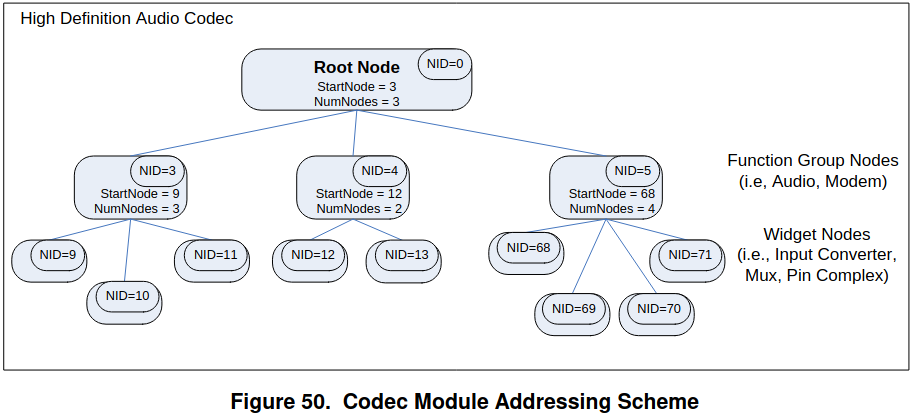 High Definition Audio Codec
Root Node
NID=0
StartNode = 3
NumNodes = 3
NID=3
StartNode = 9
NumNodes = 3
NID=4
StartNode = 12
NumNodes = 2
NID=5
StartNode = 68
NumNodes = 4
Function Group Nodes
(i.e, Audio, Modem)
NID=9
NID=10
NID=11
NID=12
NID=13
NID=68
NID=69
NID=70
NID=71
Widget Nodes
(i.e., Input Converter,
Mux, Pin Complex)
Figure 50. Codec Module Addressing Scheme